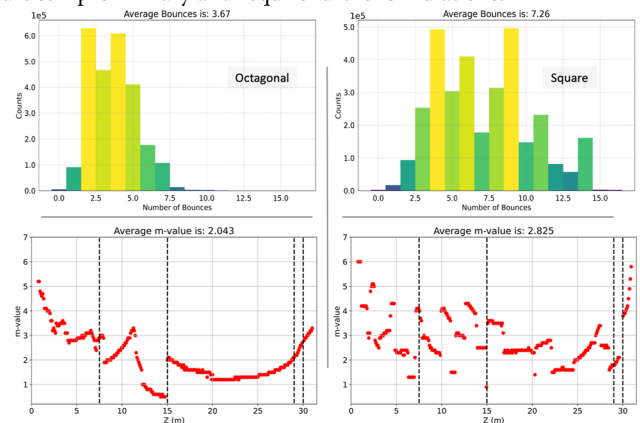 Average Bounces is: 3.67
1e5
6.0
5.0
4.0
3.0
2.0
1.0
0.0
Counts
Octagonal
0.0 2.5 5.0 7.5 10.0 12.5 15.0
Number of Bounces
Average Bounces is: 7.26
1e5
5.0
4.0
3.0
2.0
1.0
0.0
Counts
Square
0.0 2.5 5.0 7.5 10.0 12.5 15.0
Number of Bounces
Average m-value is: 2.043
7
6
5
4
3
2
1
m-value
0 5 10 15 20 25 30
Z (m)
Average m-value is: 2.825
7
6
5
4
3
2
1
m-value
0 5 10 15 20 25 30
Z (m)